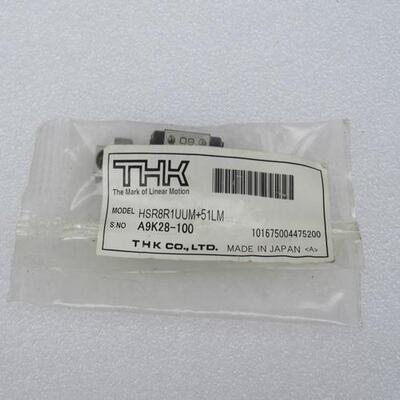 THK
The Mark of Linear Motion
MODEL HSR8R1UUM+51LM
S.NO A9K28-100 101675004475200
THK CO., LTD. MADE IN JAPAN <A>